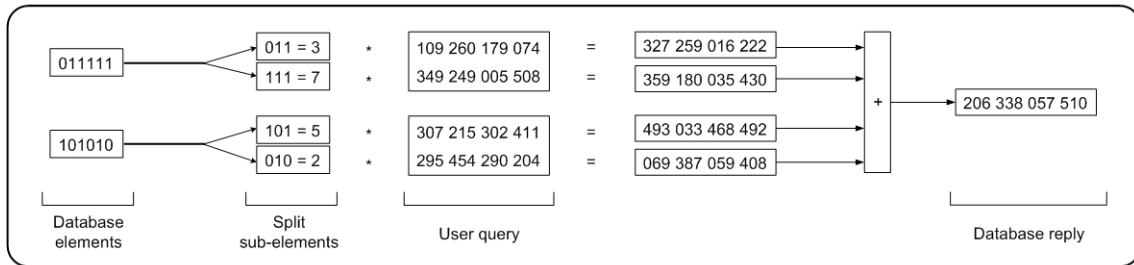 011 = 3 * 109 260 179 074 = 327 259 016 222
011111
111 = 7 * 349 249 005 508 = 359 180 035 430
+ 206 338 057 510
101 = 5 * 307 215 302 411 = 493 033 468 492
101010
010 = 2 * 295 454 290 204 = 069 387 059 408
Database
elements
Split
sub-elements
User query
Database reply